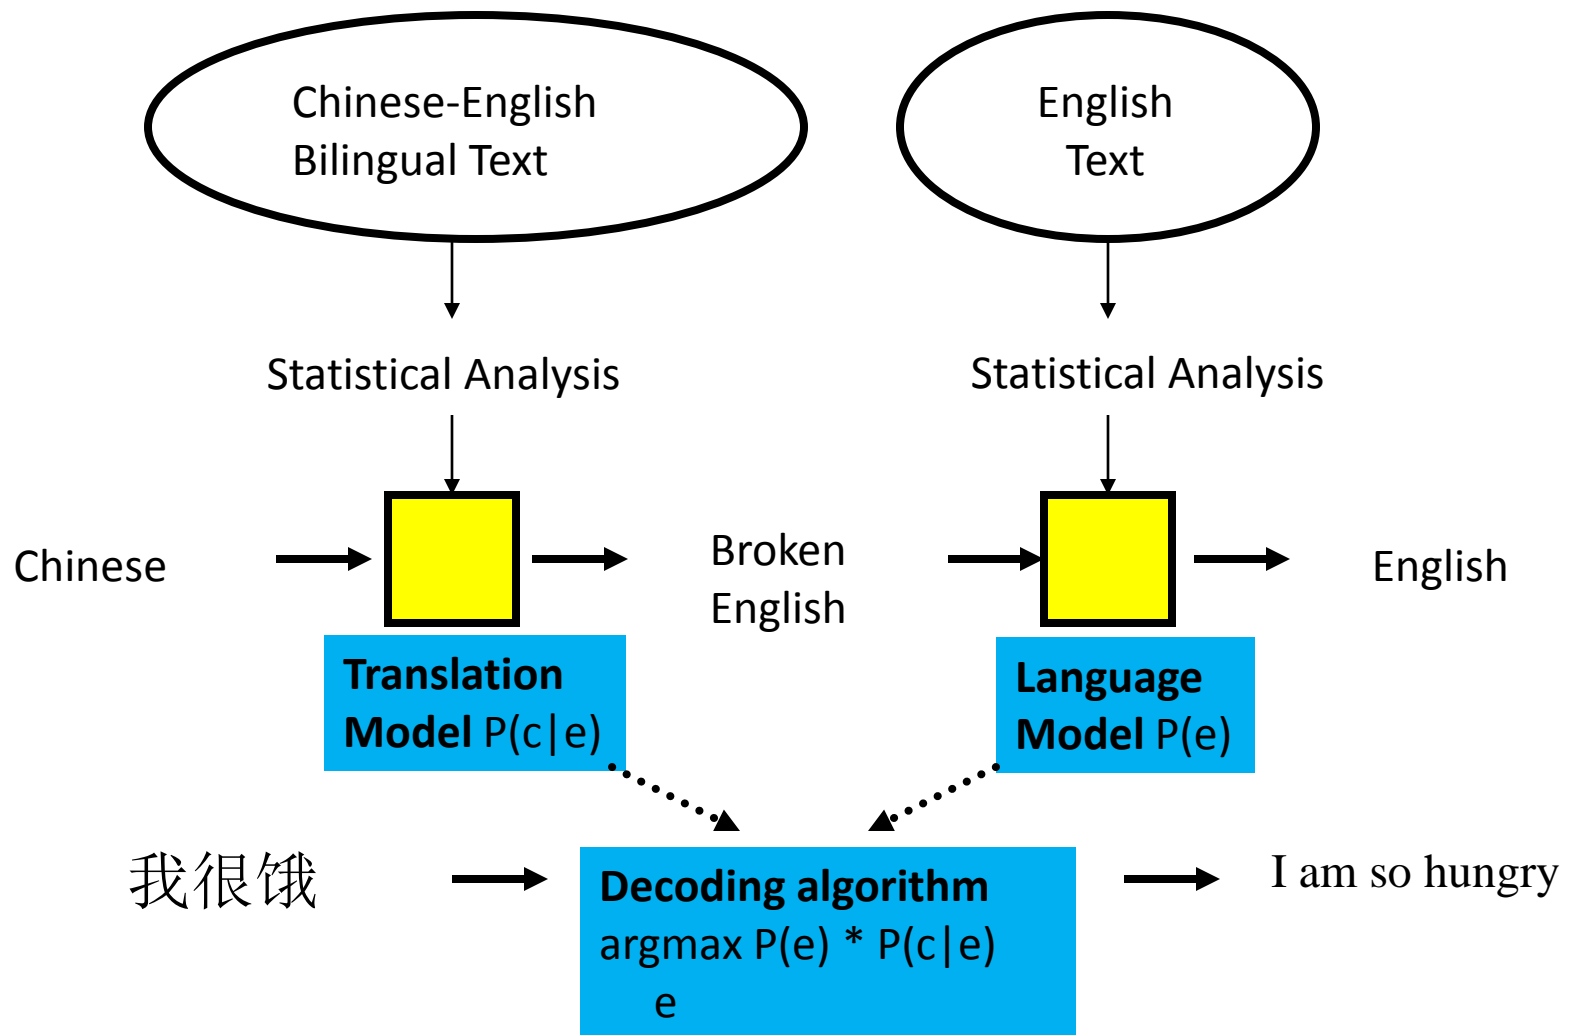 Chinese-English
Bilingual Text
English
Text
Statistical Analysis
Statistical Analysis
Chinese
Broken
English
English
Translation
Model P(c|e)
Language
Model P(e)
我很饿
Decoding algorithm
argmax P(e) * P(c|e)
e
I am so hungry